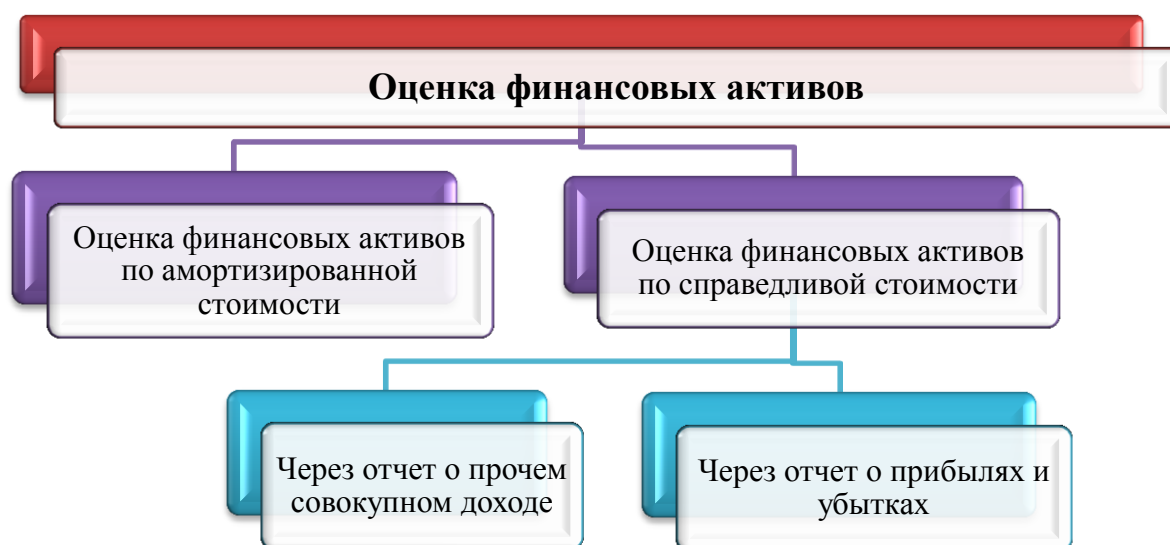 Оценка финансовых активов
Оценка финансовых активов
по амортизированной
стоимости
Оценка финансовых активов
по справедливой стоимости
Через отчет о прочем
совокупном доходе
Через отчет о прибылях и
убытках